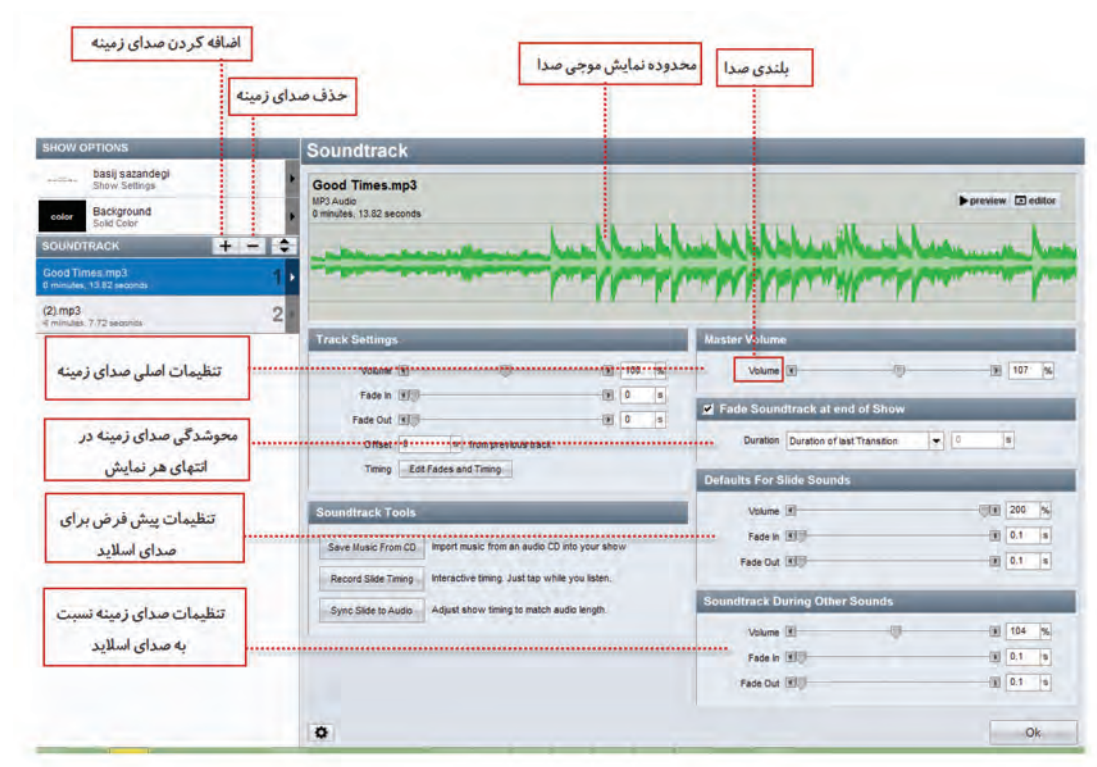 اضافه کردن صدای زمینه
محدوده نمایش موجی صدا
بلندی صدا
حذف صدای زمینه
SHOW OPTIONS
basij sazandegi
Show Settings
color
Background
Solid Color
SOUNDTRACK
Good Times.mp3
0 minutes, 13.82 seconds
1
(2).mp3
minutes, 7.72 seconds
2
Soundtrack
Good Times.mp3
MP3 Audio
0 minutes, 13.82 seconds
preview editor
Track Settings
Volume 100 %
Fade In 0 s
Fade Out 0 s
Offset from previous track
Timing Edit Fades and Timing
Soundtrack Tools
Save Music From CD Import music from an audio CD into your show
Record Slide Timing Interactive timing. Just tap while you listen.
Sync Slide to Audio Adjust show timing to match audio length.
Master Volume
Volume 107 %
Fade Soundtrack at end of Show
Duration Duration of last Transition 0 s
Defaults For Slide Sounds
Volume 200 %
Fade In 0.1 s
Fade Out 0.1 s
Soundtrack During Other Sounds
Volume 104 %
Fade In 0.1 s
Fade Out 0.1 s
Ok
تنظیمات اصلی صدای زمینه
محوشدگی صدای زمینه در
انتهای هر نمایش
تنظیمات پیش فرض برای
صدای اسلاید
تنظیمات صدای زمینه نسبت
به صدای اسلاید